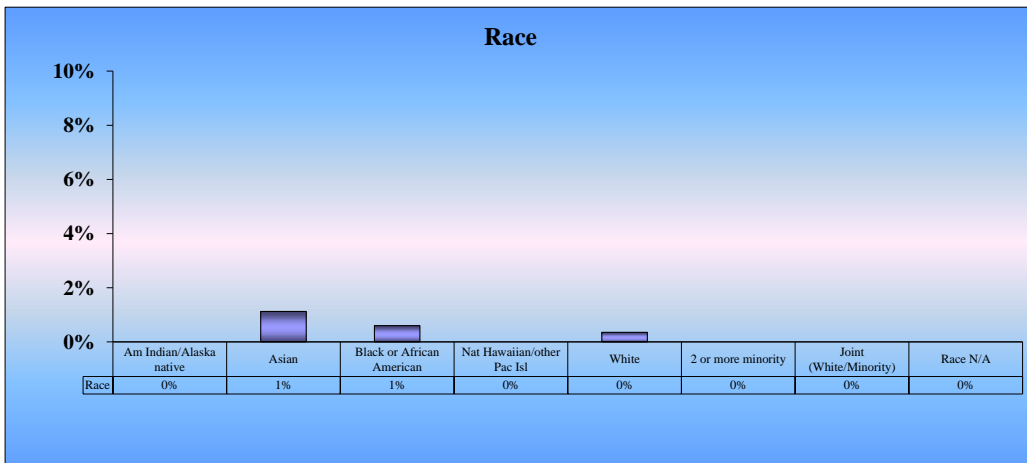 Race
10%
8%
6%
4%
2%
0%
Am Indian/Alaska native Asian Black or African American Nat Hawaiian/other Pac Isl White 2 or more minority Joint (White/Minority) Race N/A
Race 0% 1% 1% 0% 0% 0% 0% 0%